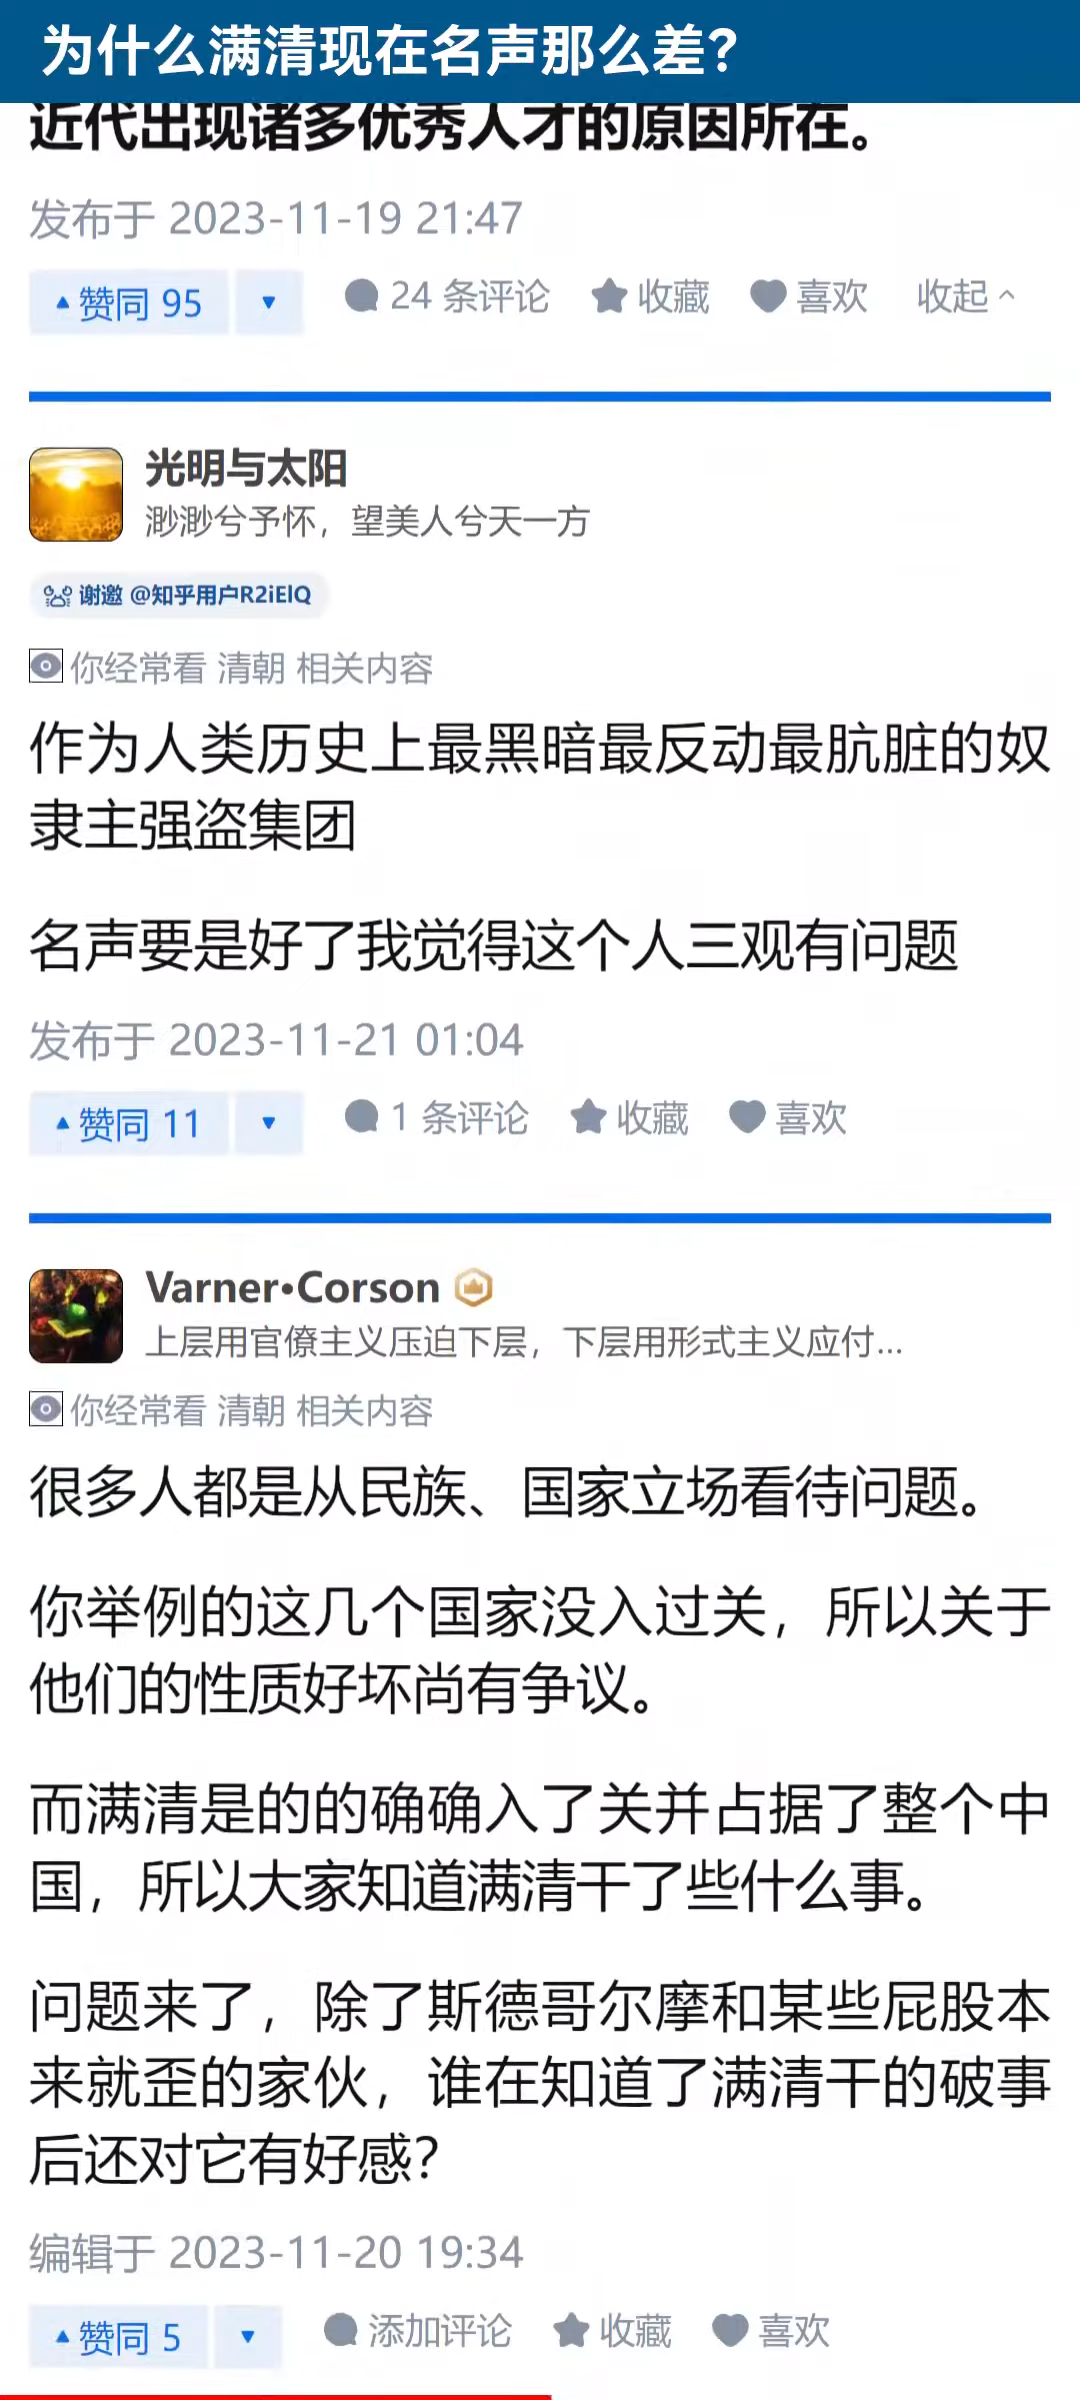 为什么满清现在名声那么差？
近代出现诸多优秀人才的原因所在。
发布于 2023-11-19 21:47
赞同 95 24 条评论 收藏 喜欢 收起
光明与太阳
渺渺兮予怀，望美人兮天一方
谢邀 @知乎用户R2iElQ
你经常看 清朝 相关内容
作为人类历史上最黑暗最反动最肮脏的奴
隶主强盗集团
名声要是好了我觉得这个人三观有问题
发布于 2023-11-21 01:04
赞同 11 1 条评论 收藏 喜欢
Varner•Corson
上层用官僚主义压迫下层，下层用形式主义应付...
你经常看 清朝 相关内容
很多人都是从民族、国家立场看待问题。
你举例的这几个国家没入过关，所以关于
他们的性质好坏尚有争议。
而满清是的的确确入了关并占据了整个中
国，所以大家知道满清干了些什么事。
问题来了，除了斯德哥尔摩和某些屁股本
来就歪的家伙，谁在知道了满清干的破事
后还对它有好感？
编辑于 2023-11-20 19:34
赞同 5 添加评论 收藏 喜欢